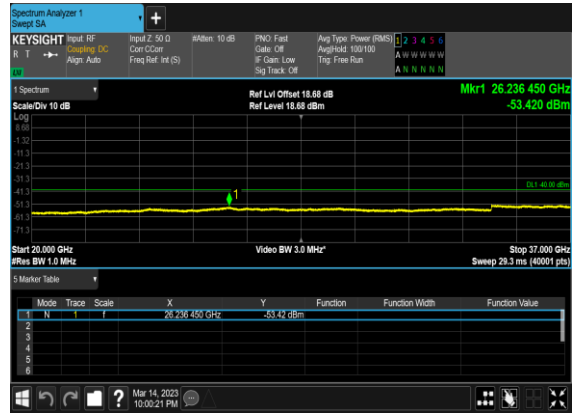 Spectrum Analyzer 1
Swept SA
+
KEYSIGHT
R T
Input: RF
Coupling: DC
Align: Auto
Input Z: 50 Ω
Corr CCorr
Freq Ref: Int (S)
#Atten: 10 dB
PNO: Fast
Gate: Off
IF Gain: Low
Sig Track: Off
Avg Type: Power (RMS)
Avg|Hold: 100/100
Trig: Free Run
1 2 3 4 5 6
A W W W W W
A N N N N N
LW
1 Spectrum
Scale/Div 10 dB
Ref Lvl Offset 18.68 dB
Ref Level 18.68 dBm
Mkr1 26.236 450 GHz
-53.420 dBm
Log
8.68
-1.32
-11.3
-21.3
-31.3
-41.3
-51.3
-61.3
-71.3
1
DL1 -40.00 dBm
Start 20.000 GHz
#Res BW 1.0 MHz
Video BW 3.0 MHz*
Stop 37.000 GHz
Sweep 29.3 ms (40001 pts)
5 Marker Table
Mode Trace Scale X Y Function Function Width Function Value
1 N 1 f 26.236 450 GHz -53.42 dBm
2
3
4
5
6
?
Mar 14, 2023
10:00:21 PM